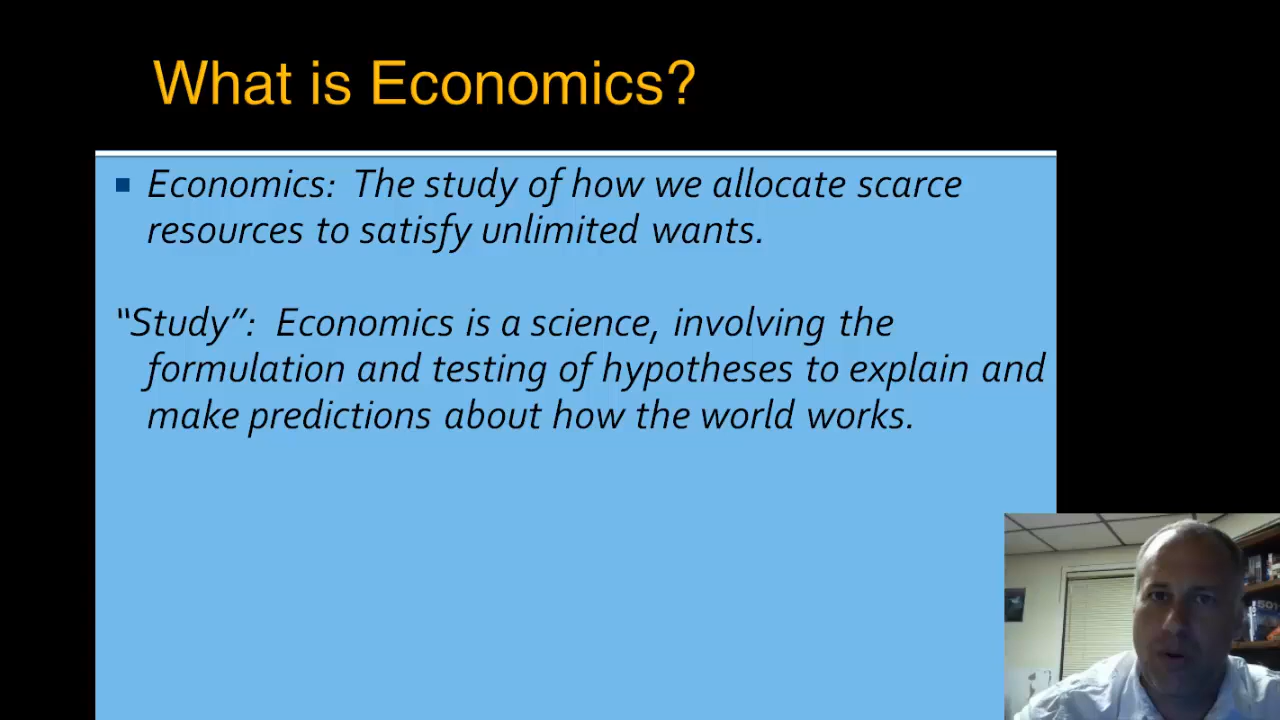 What is Economics?
▪ Economics: The study of how we allocate scarce
resources to satisfy unlimited wants.
“Study”: Economics is a science, involving the
formulation and testing of hypotheses to explain and
make predictions about how the world works.